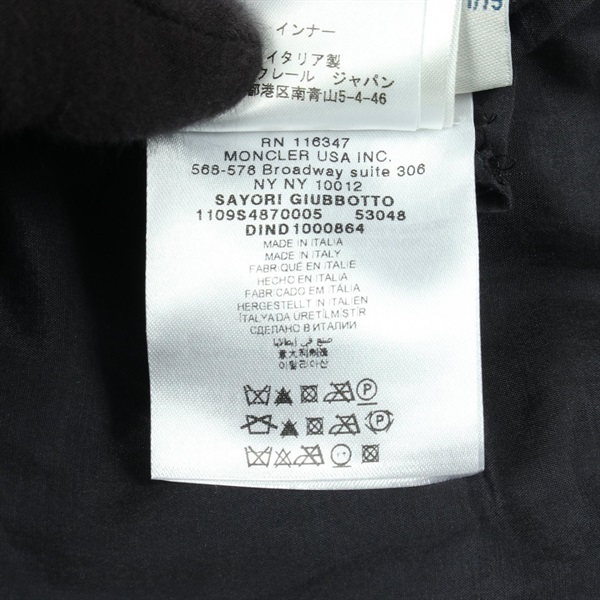 インナー
イタリア製
フレール ジャパン
都港区南青山5-4-46
RN 116347
MONCLER USA INC.
568-578 Broadway suite 306
NY NY 10012
SAYORI GIUBBOTTO
1109S4870005 53048
DIND1000864
MADE IN ITALIA
MADE IN ITALY
FABRIQUÉ EN ITALIE
HECHO EN ITALIA
FABRICADO EM ITÁLIA
HERGESTELLT IN ITALIEN
İTALYA'DA ÜRETİLMİŞTİR
СДЕЛАНО В ИТАЛИИ
صنع في إيطاليا
意大利制造
이탈리아산